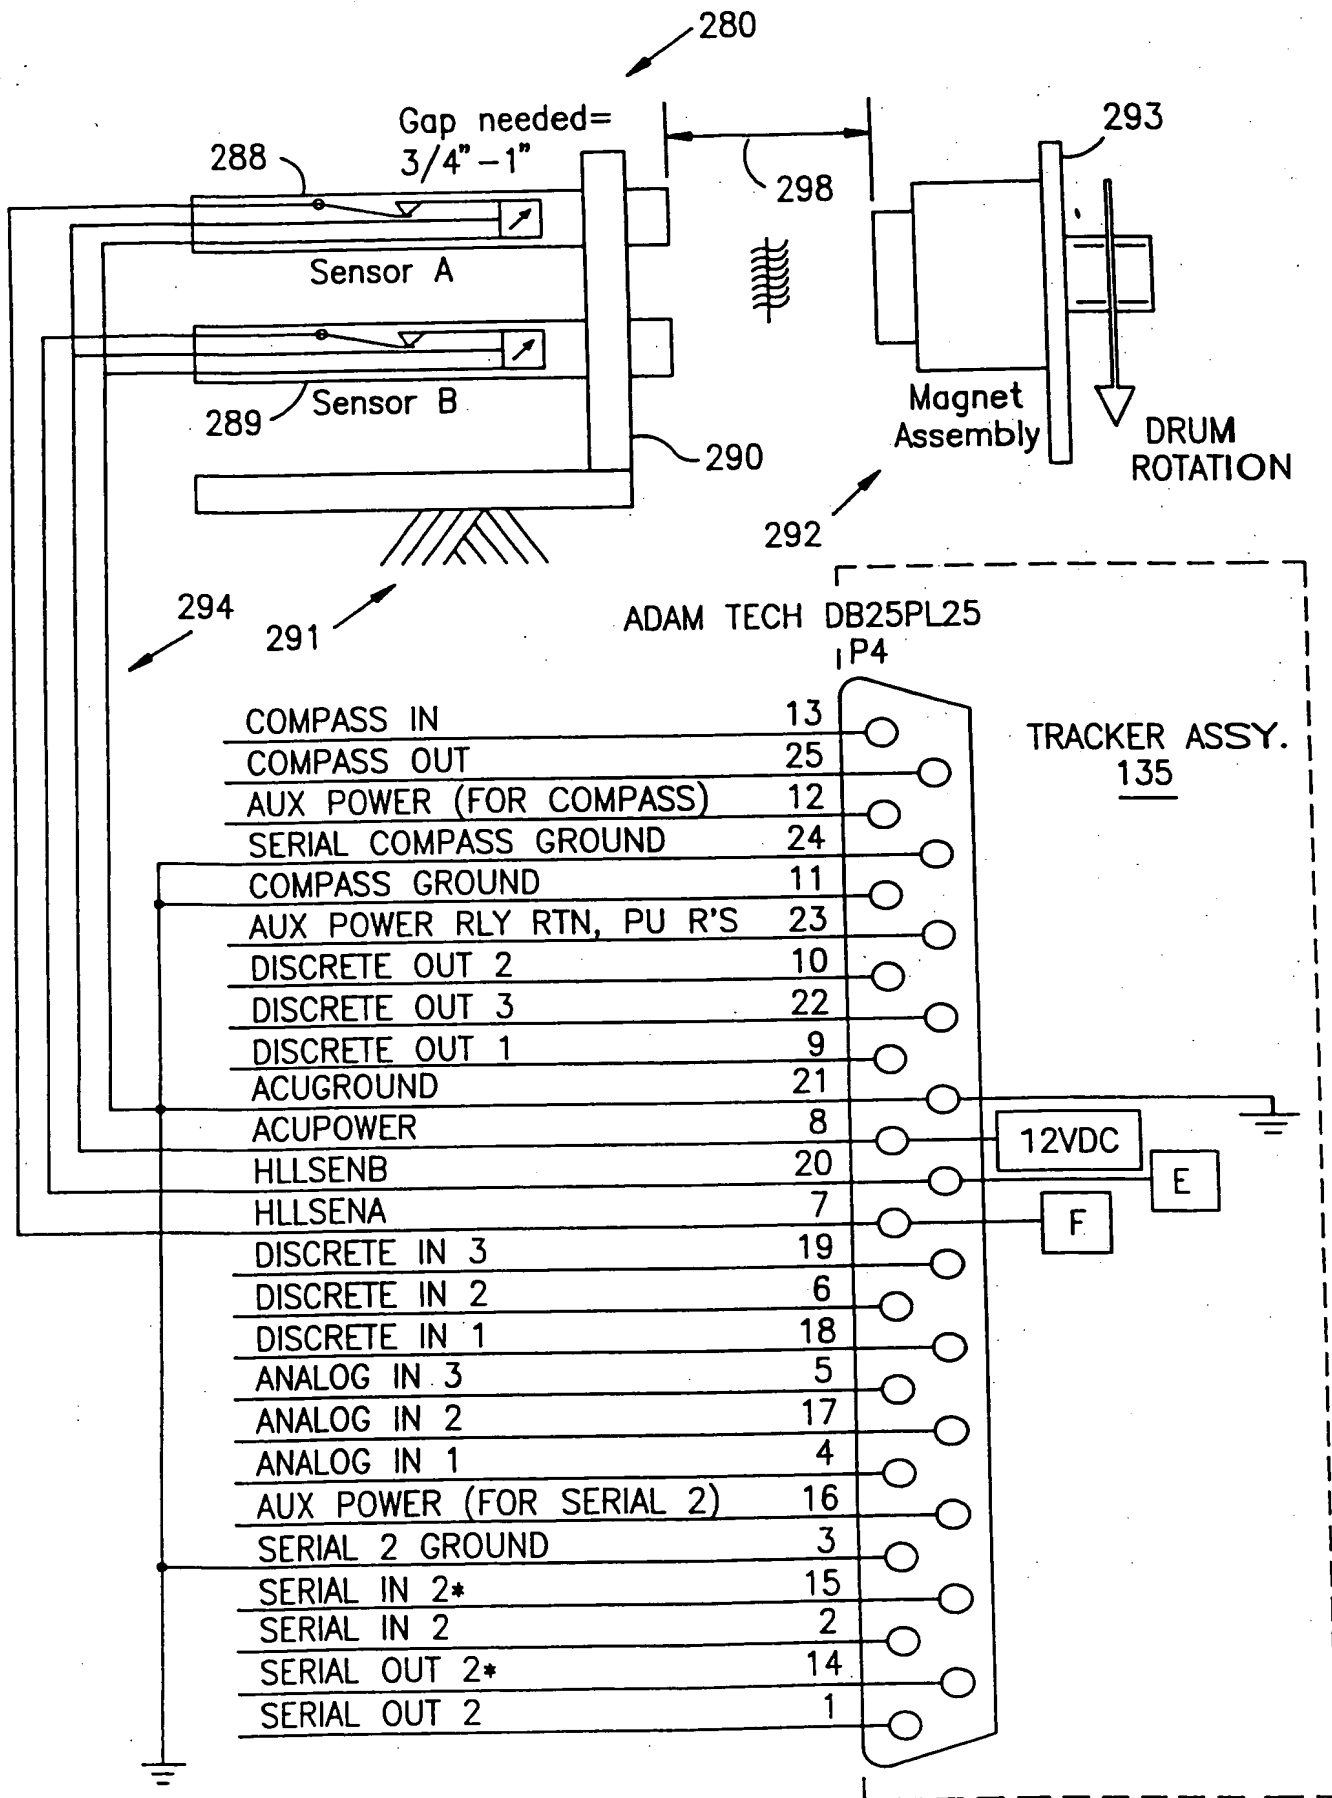 280
Gap needed=
3/4"-1"
288
298
293
Sensor A
Sensor B
289
290
Magnet
Assembly
DRUM
ROTATION
292
294
291
ADAM TECH DB25PL25
P4
TRACKER ASSY.
135
COMPASS IN 13
COMPASS OUT 25
AUX POWER (FOR COMPASS) 12
SERIAL COMPASS GROUND 24
COMPASS GROUND 11
AUX POWER RLY RTN, PU R'S 23
DISCRETE OUT 2 10
DISCRETE OUT 3 22
DISCRETE OUT 1 9
ACUGROUND 21
ACUPOWER 8 12VDC
HLLSENB 20 E
HLLSENA 7 F
DISCRETE IN 3 19
DISCRETE IN 2 6
DISCRETE IN 1 18
ANALOG IN 3 5
ANALOG IN 2 17
ANALOG IN 1 4
AUX POWER (FOR SERIAL 2) 16
SERIAL 2 GROUND 3
SERIAL IN 2* 15
SERIAL IN 2 2
SERIAL OUT 2* 14
SERIAL OUT 2 1